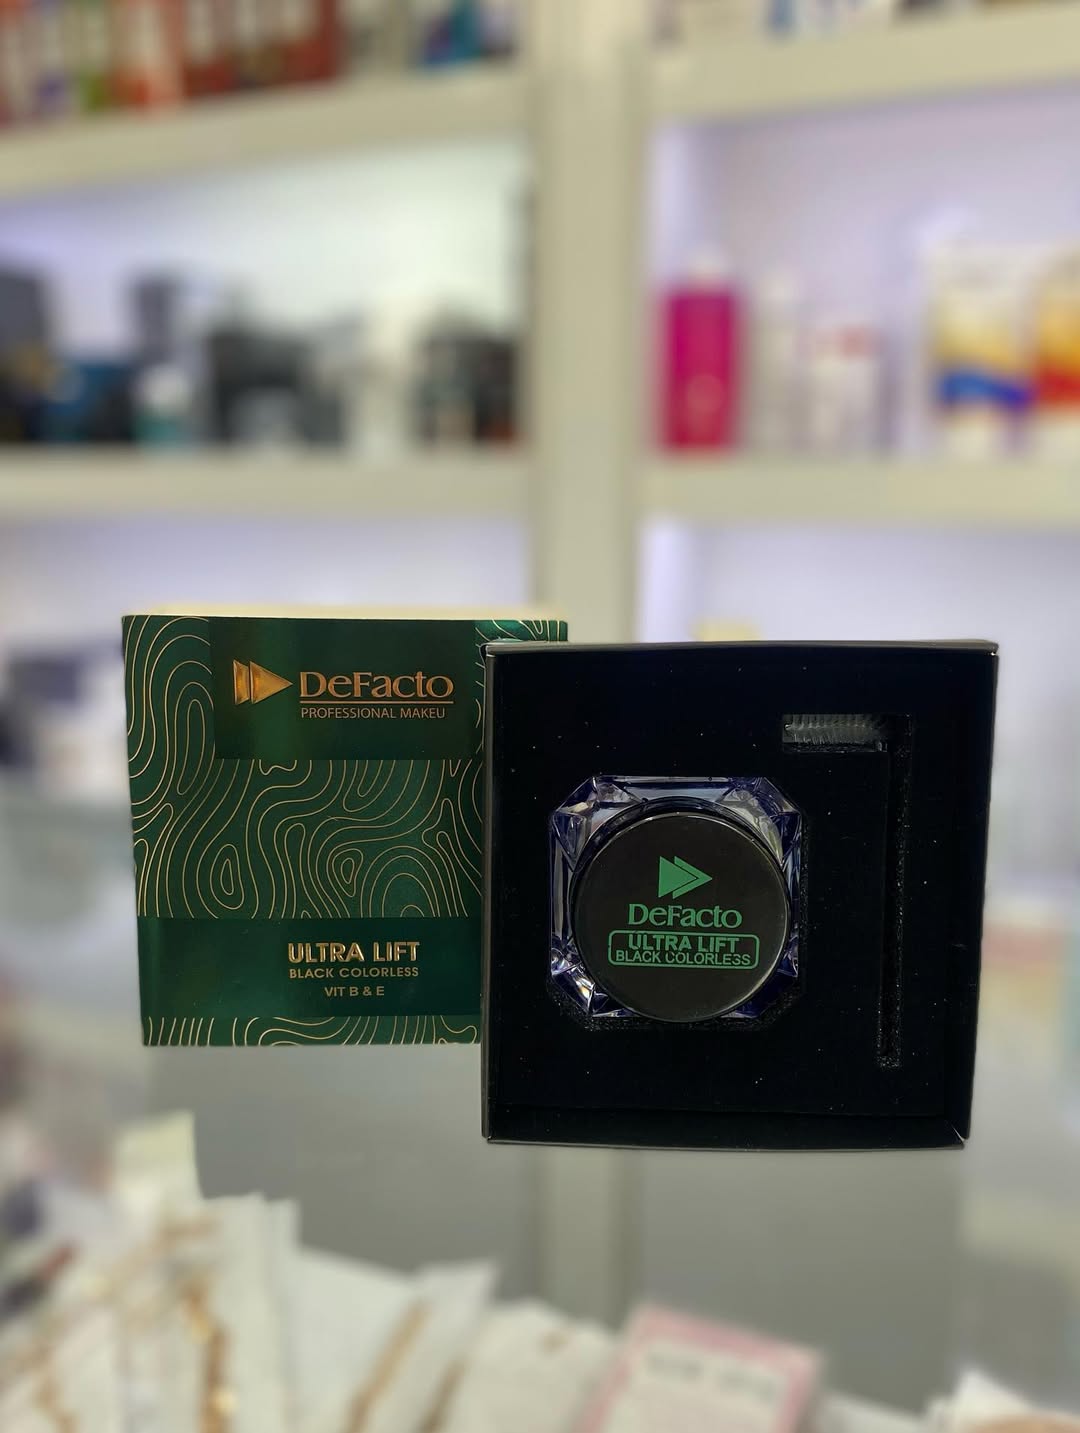 DeFacto
PROFESSIONAL MAKEU
ULTRA LIFT
BLACK COLORLESS
VIT B & E
DeFacto
ULTRA LIFT
BLACK COLORLESS